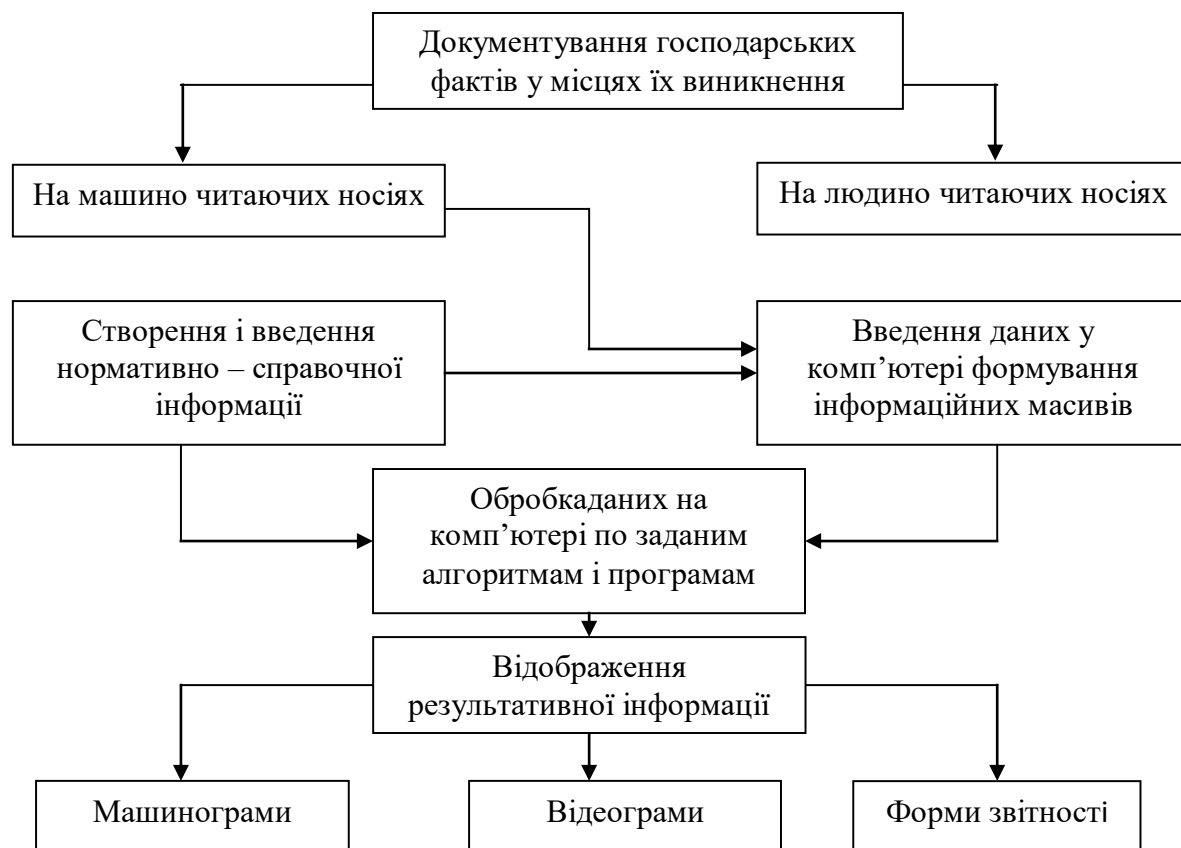 Документування господарських
фактів у місцях їх виникнення
На машино читаючих носіях
На людино читаючих носіях
Створення і введення
нормативно – справочної
інформації
Введення даних у
комп’ютері формування
інформаційних масивів
Обробкаданих на
комп’ютері по заданим
алгоритмам і програмам
Відображення
результативної інформації
Машинограми
Відеограми
Форми звітності